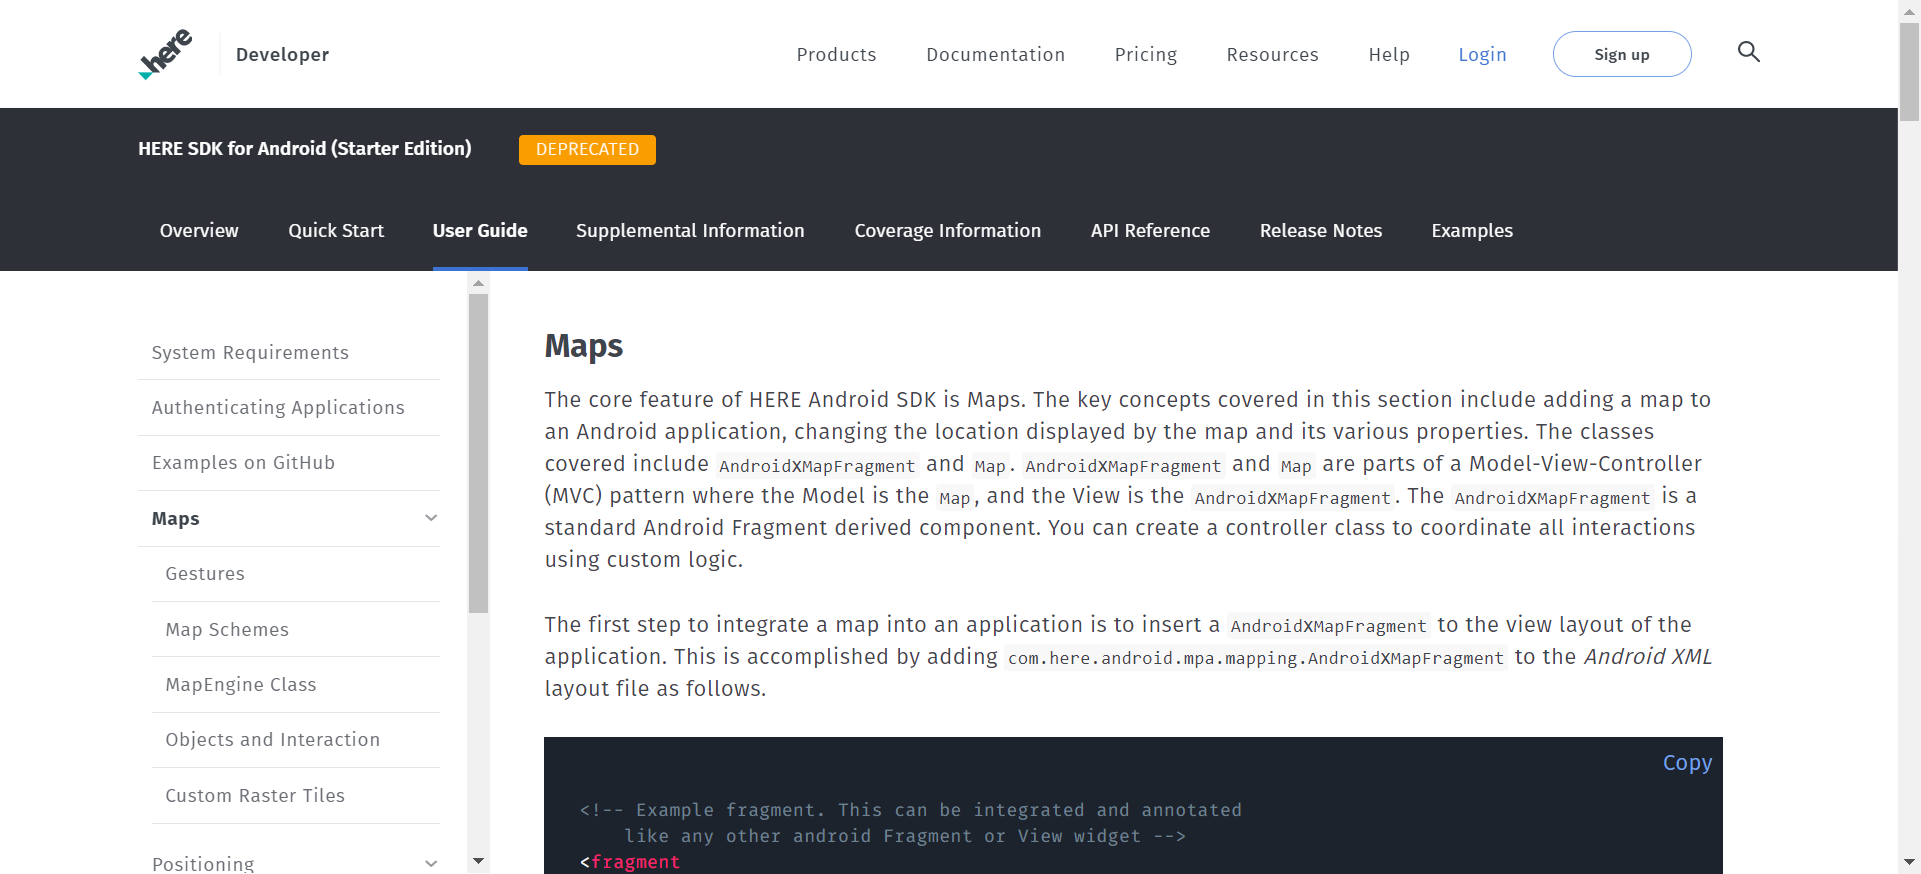 here Developer Products Documentation Pricing Resources Help Login Sign up
HERE SDK for Android (Starter Edition) DEPRECATED
Overview Quick Start User Guide Supplemental Information Coverage Information API Reference Release Notes Examples
System Requirements
Authenticating Applications
Examples on GitHub
Maps
Gestures
Map Schemes
MapEngine Class
Objects and Interaction
Custom Raster Tiles
Positioning
Maps
The core feature of HERE Android SDK is Maps. The key concepts covered in this section include adding a map to
an Android application, changing the location displayed by the map and its various properties. The classes
covered include AndroidXMapFragment and Map. AndroidXMapFragment and Map are parts of a Model-View-Controller
(MVC) pattern where the Model is the Map, and the View is the AndroidXMapFragment. The AndroidXMapFragment is a
standard Android Fragment derived component. You can create a controller class to coordinate all interactions
using custom logic.
The first step to integrate a map into an application is to insert a AndroidXMapFragment to the view layout of the
application. This is accomplished by adding com.here.android.mpa.mapping.AndroidXMapFragment to the Android XML
layout file as follows.
Copy
<!-- Example fragment. This can be integrated and annotated
like any other android Fragment or View widget -->
<fragment